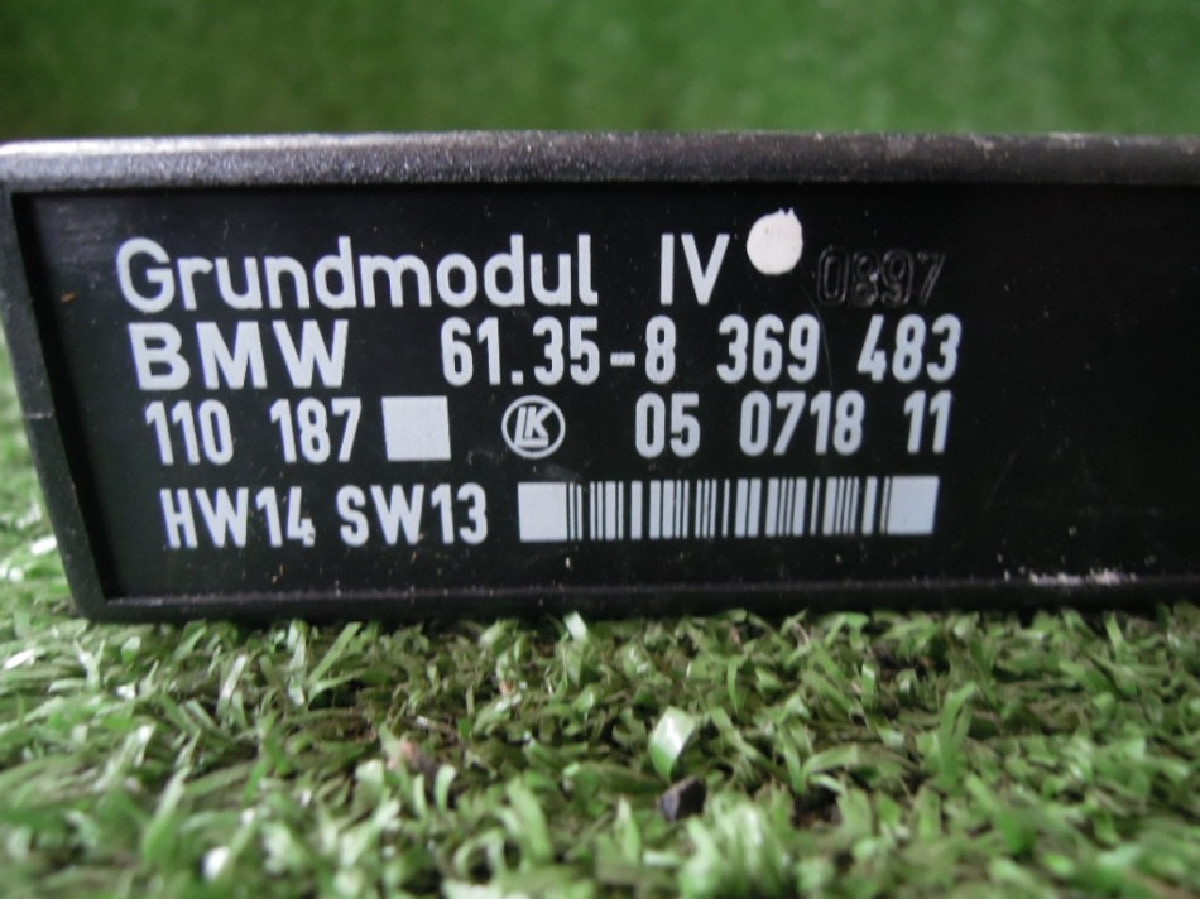 Grundmodul IV 0897
BMW 61.35-8 369 483
110 187 LK 05 0718 11
HW14 SW13